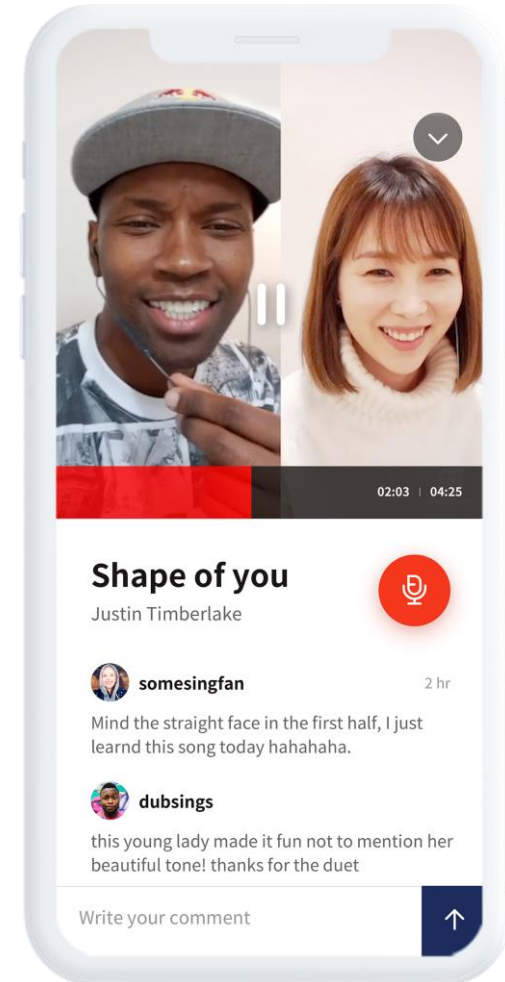 02:03 | 04:25
Shape of you
Justin Timberlake
somesingfan 2 hr
Mind the straight face in the first half, I just
learnd this song today hahahaha.
dubsings
this young lady made it fun not to mention her
beautiful tone! thanks for the duet
Write your comment